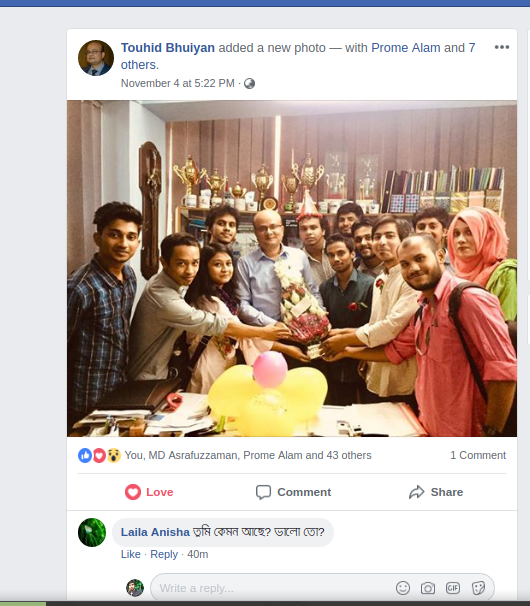 Touhid Bhuiyan added a new photo — with Prome Alam and 7
others.
November 4 at 5:22 PM ·
You, MD Asrafuzzaman, Prome Alam and 43 others
1 Comment
Love
Comment
Share
Laila Anisha তুমি কেমন আছে? ভালো তো?
Like · Reply · 40m
Write a reply...
GIF